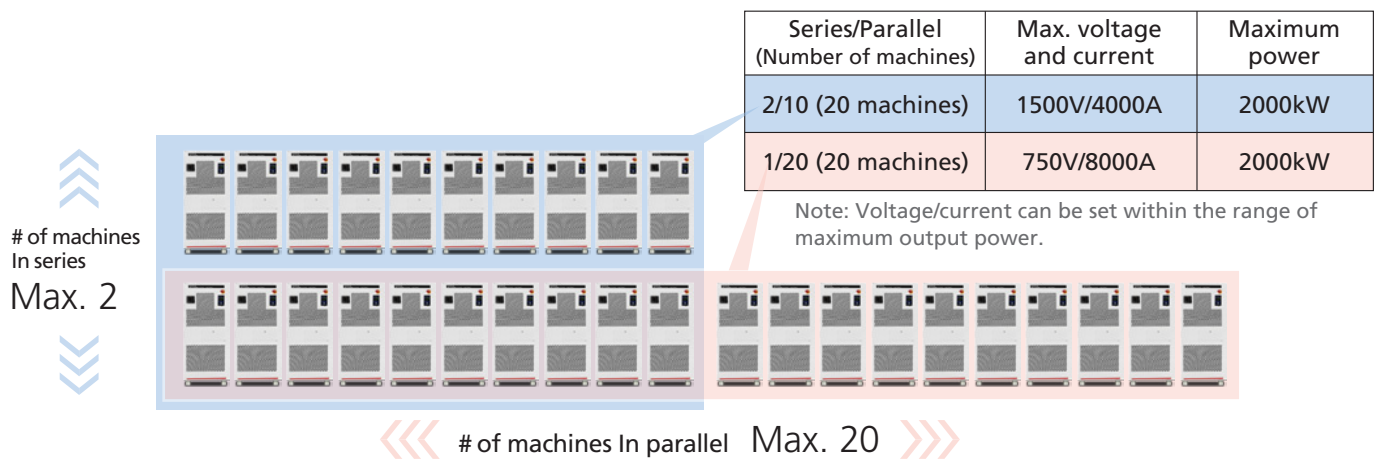 Series/Parallel
(Number of machines)
Max. voltage
and current
Maximum
power
2/10 (20 machines)
1500V/4000A
2000kW
1/20 (20 machines)
750V/8000A
2000kW
Note: Voltage/current can be set within the range of
maximum output power.
# of machines
In series
Max. 2
# of machines In parallel Max. 20